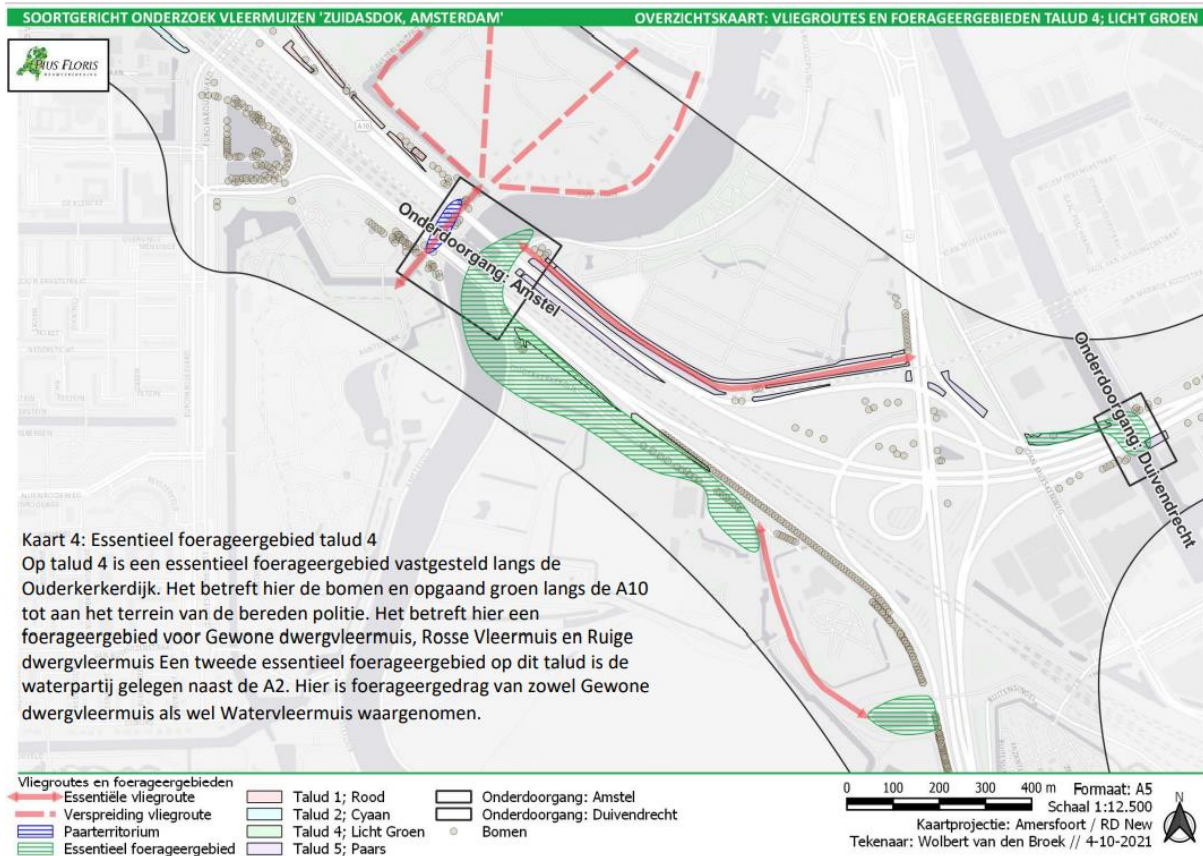 SOORTGERICHT ONDERZOEK VLEERMUIZEN 'ZUIDASDOK, AMSTERDAM'
OVERZICHTSKAART: VLIEGROUTES EN FOERAGEERGEBIEDEN TALUD 4; LICHT GROEN
PIUS FLORIS
BOOMVERZORGING
A10
A2
Onderdoorgang: Amstel
Onderdoorgang: Duivendrecht
Kaart 4: Essentieel foerageergebied talud 4
Op talud 4 is een essentieel foerageergebied vastgesteld langs de
Ouderkerkerdijk. Het betreft hier de bomen en opgaand groen langs de A10
tot aan het terrein van de bereden politie. Het betreft hier een
foerageergebied voor Gewone dwergvleermuis, Rosse Vleermuis en Ruige
dwergvleermuis Een tweede essentieel foerageergebied op dit talud is de
waterpartij gelegen naast de A2. Hier is foerageergedrag van zowel Gewone
dwergvleermuis als wel Watervleermuis waargenomen.
Vliegroutes en foerageergebieden
Essentiële vliegroute
Verspreiding vliegroute
Paarterritorium
Essentieel foerageergebied
Talud 1; Rood
Talud 2; Cyaan
Talud 4; Licht Groen
Talud 5; Paars
Onderdoorgang: Amstel
Onderdoorgang: Duivendrecht
Bomen
0 100 200 300 400 m
Formaat: A5
Schaal 1:12.500
Kaartprojectie: Amersfoort / RD New
Tekenaar: Wolbert van den Broek // 4-10-2021
N